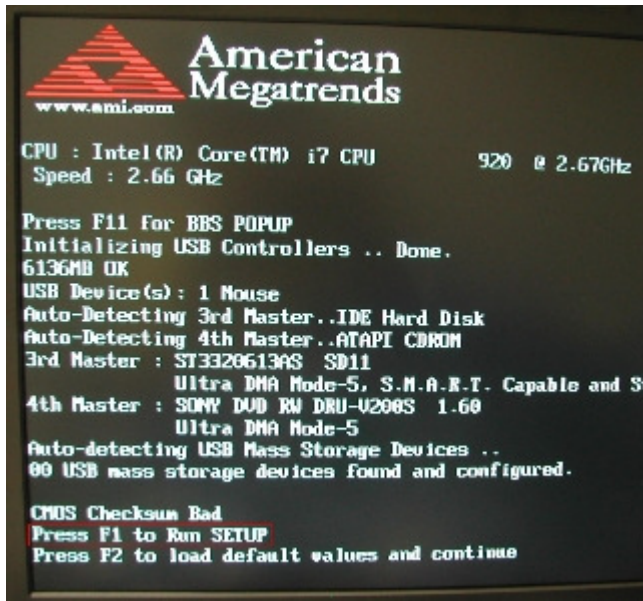 American
Megatrends
www.ami.com
CPU : Intel(R) Core(TM) i7 CPU 920 @ 2.67GHz
Speed : 2.66 GHz
Press F11 for BBS POPUP
Initializing USB Controllers .. Done.
6136MB OK
USB Device(s): 1 Mouse
Auto-Detecting 3rd Master..IDE Hard Disk
Auto-Detecting 4th Master..ATAPI CDROM
3rd Master : ST3320613AS SD11
Ultra DMA Mode-5, S.M.A.R.T. Capable and S
4th Master : SONY DVD RW DRU-V200S 1.60
Ultra DMA Mode-5
Auto-detecting USB Mass Storage Devices ..
00 USB mass storage devices found and configured.
CMOS Checksum Bad
Press F1 to Run SETUP
Press F2 to load default values and continue